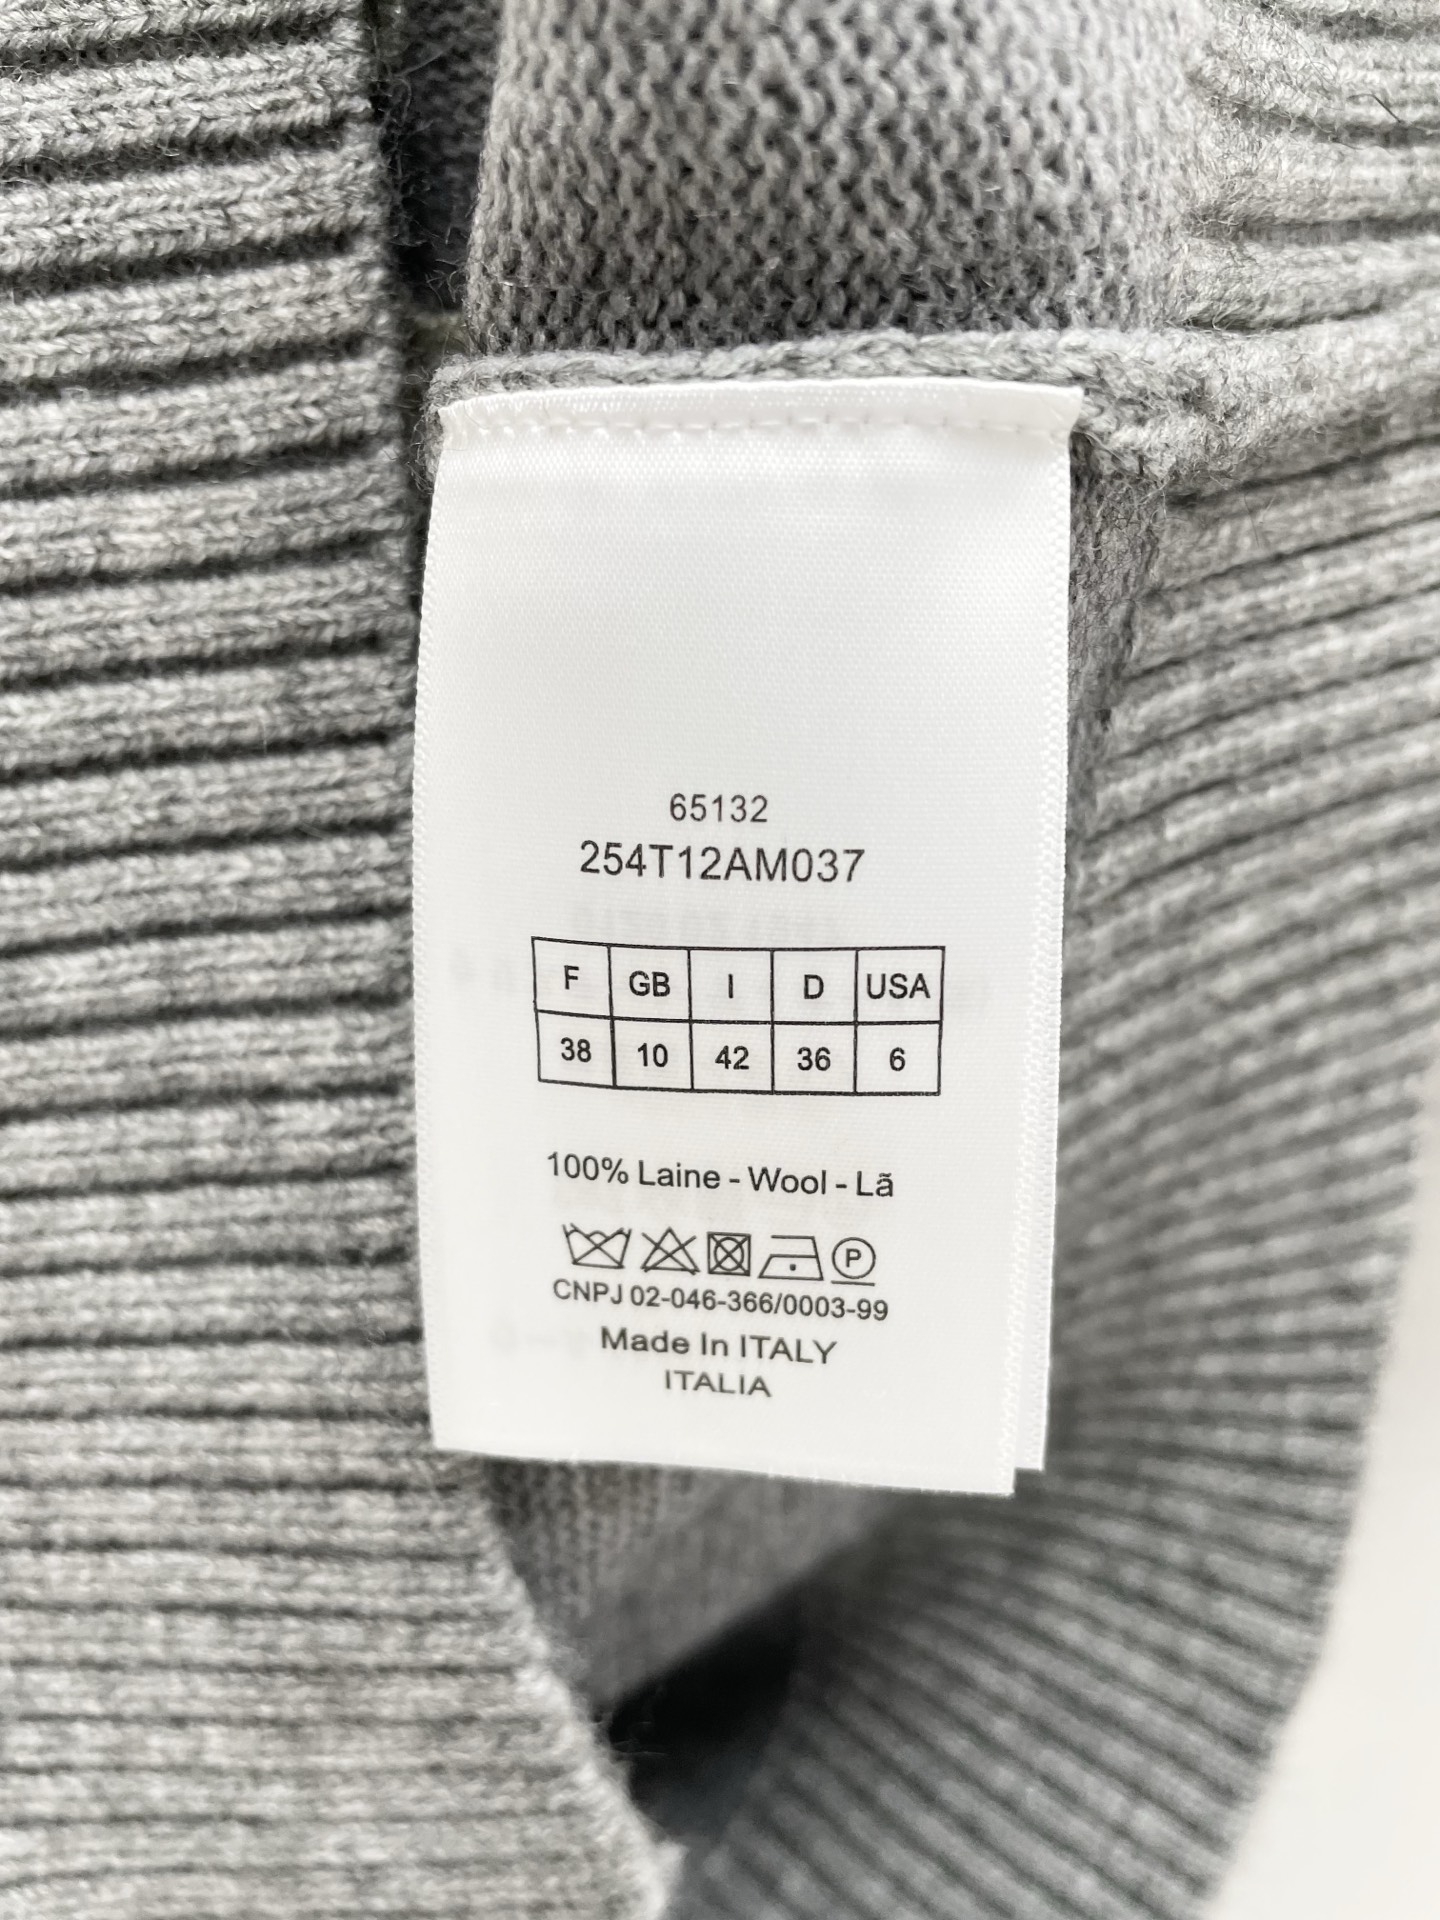 65132
254T12AM037
F GB I D USA
38 10 42 36 6
100% Laine - Wool - Lã
P
CNPJ 02-046-366/0003-99
Made In ITALY
ITALIA